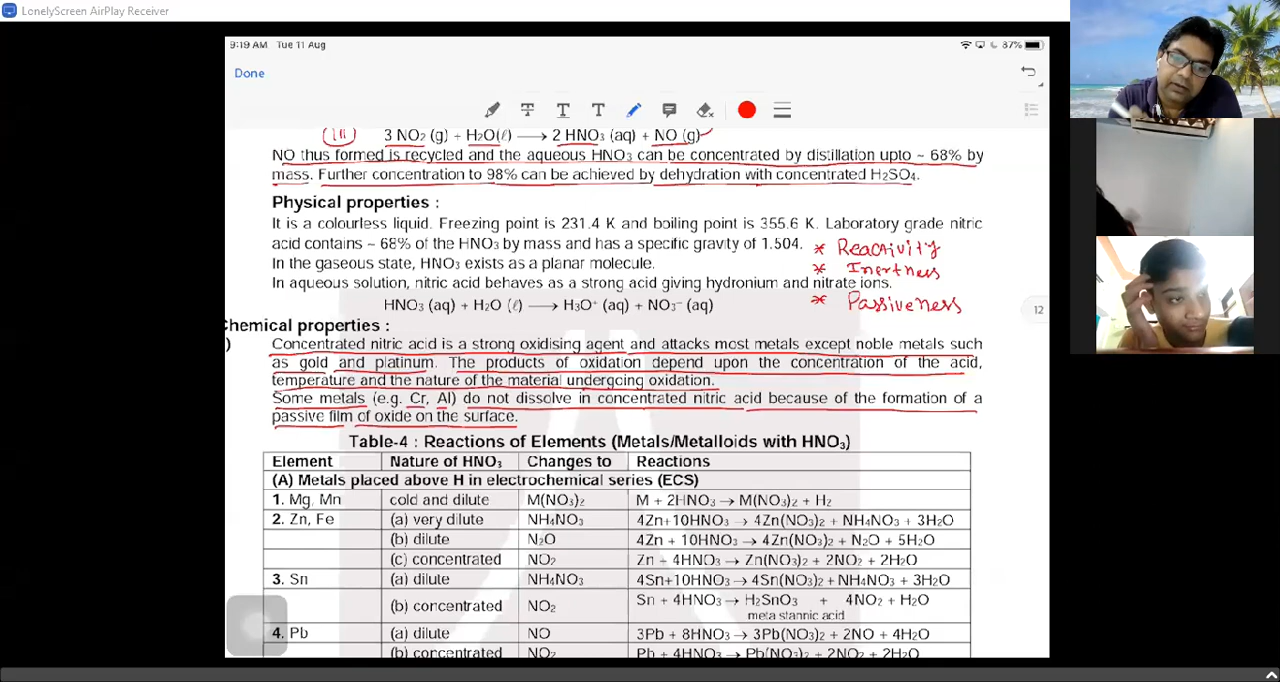 LonelyScreen AirPlay Receiver
9:19 AM Tue 11 Aug
87%
Done
(III) 3 NO₂ (g) + H₂O(ℓ) ⟶ 2 HNO₃ (aq) + NO (g)
NO thus formed is recycled and the aqueous HNO₃ can be concentrated by distillation upto ~ 68% by
mass. Further concentration to 98% can be achieved by dehydration with concentrated H₂SO₄.
Physical properties :
It is a colourless liquid. Freezing point is 231.4 K and boiling point is 355.6 K. Laboratory grade nitric
acid contains ~ 68% of the HNO₃ by mass and has a specific gravity of 1.504.
* Reactivity
In the gaseous state, HNO₃ exists as a planar molecule.
* Inertness
In aqueous solution, nitric acid behaves as a strong acid giving hydronium and nitrate ions.
HNO₃ (aq) + H₂O (ℓ) ⟶ H₃O⁺ (aq) + NO₃⁻ (aq)
* Passiveness
12
Chemical properties :
) Concentrated nitric acid is a strong oxidising agent and attacks most metals except noble metals such
as gold and platinum. The products of oxidation depend upon the concentration of the acid,
temperature and the nature of the material undergoing oxidation.
Some metals (e.g. Cr, Al) do not dissolve in concentrated nitric acid because of the formation of a
passive film of oxide on the surface.
Table-4 : Reactions of Elements (Metals/Metalloids with HNO₃)
Element Nature of HNO₃ Changes to Reactions
(A) Metals placed above H in electrochemical series (ECS)
1. Mg, Mn cold and dilute M(NO₃)₂ M + 2HNO₃ → M(NO₃)₂ + H₂
2. Zn, Fe (a) very dilute NH₄NO₃ 4Zn+10HNO₃ → 4Zn(NO₃)₂ + NH₄NO₃ + 3H₂O
(b) dilute N₂O 4Zn + 10HNO₃ → 4Zn(NO₃)₂ + N₂O + 5H₂O
(c) concentrated NO₂ Zn + 4HNO₃ → Zn(NO₃)₂ + 2NO₂ + 2H₂O
3. Sn (a) dilute NH₄NO₃ 4Sn+10HNO₃ → 4Sn(NO₃)₂ + NH₄NO₃ + 3H₂O
(b) concentrated NO₂ Sn + 4HNO₃ → H₂SnO₃ + 4NO₂ + H₂O
meta stannic acid
4. Pb (a) dilute NO 3Pb + 8HNO₃ → 3Pb(NO₃)₂ + 2NO + 4H₂O
(b) concentrated NO₂ Pb + 4HNO₃ → Pb(NO₃)₂ + 2NO₂ + 2H₂O